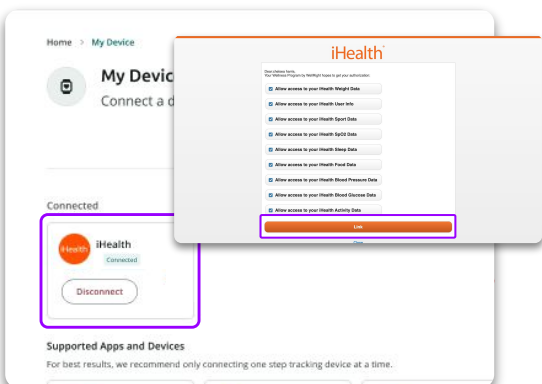 Home > My Device
My Devic
Connect a d
iHealth
Your Wellness Program by WellRight hopes to get your authorization
Allow access to your iHealth Weight Data
Allow access to your iHealth User Info
Allow access to your iHealth Sport Data
Allow access to your iHealth SpO2 Data
Allow access to your iHealth Sleep Data
Allow access to your iHealth Food Data
Allow access to your iHealth Blood Pressure Data
Allow access to your iHealth Blood Glucose Data
Allow access to your iHealth Activity Data
Link
Connected
iHealth
iHealth
Connected
Disconnect
Supported Apps and Devices
For best results, we recommend only connecting one step tracking device at a time.